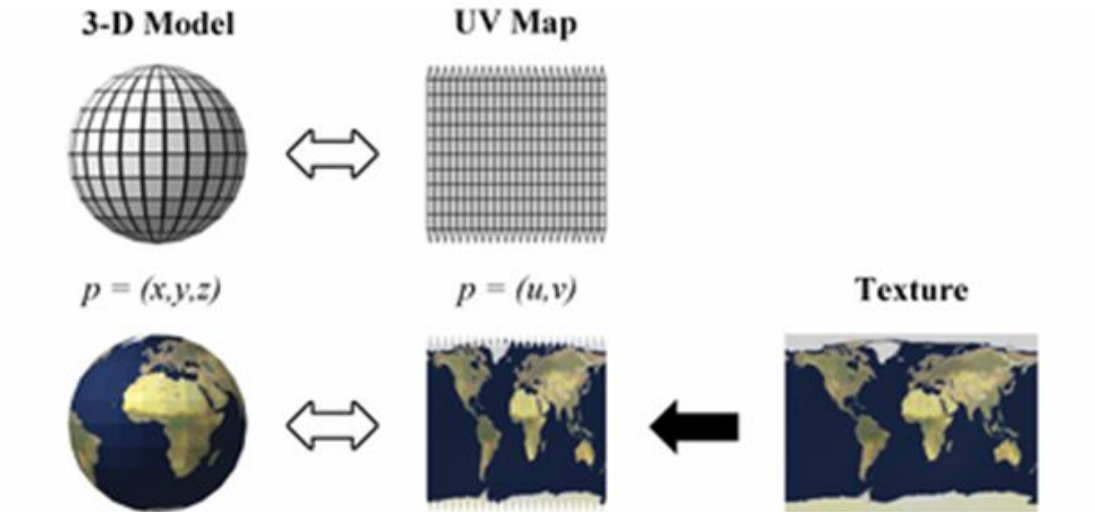 3-D Model
UV Map
p = (x,y,z)
p = (u,v)
Texture